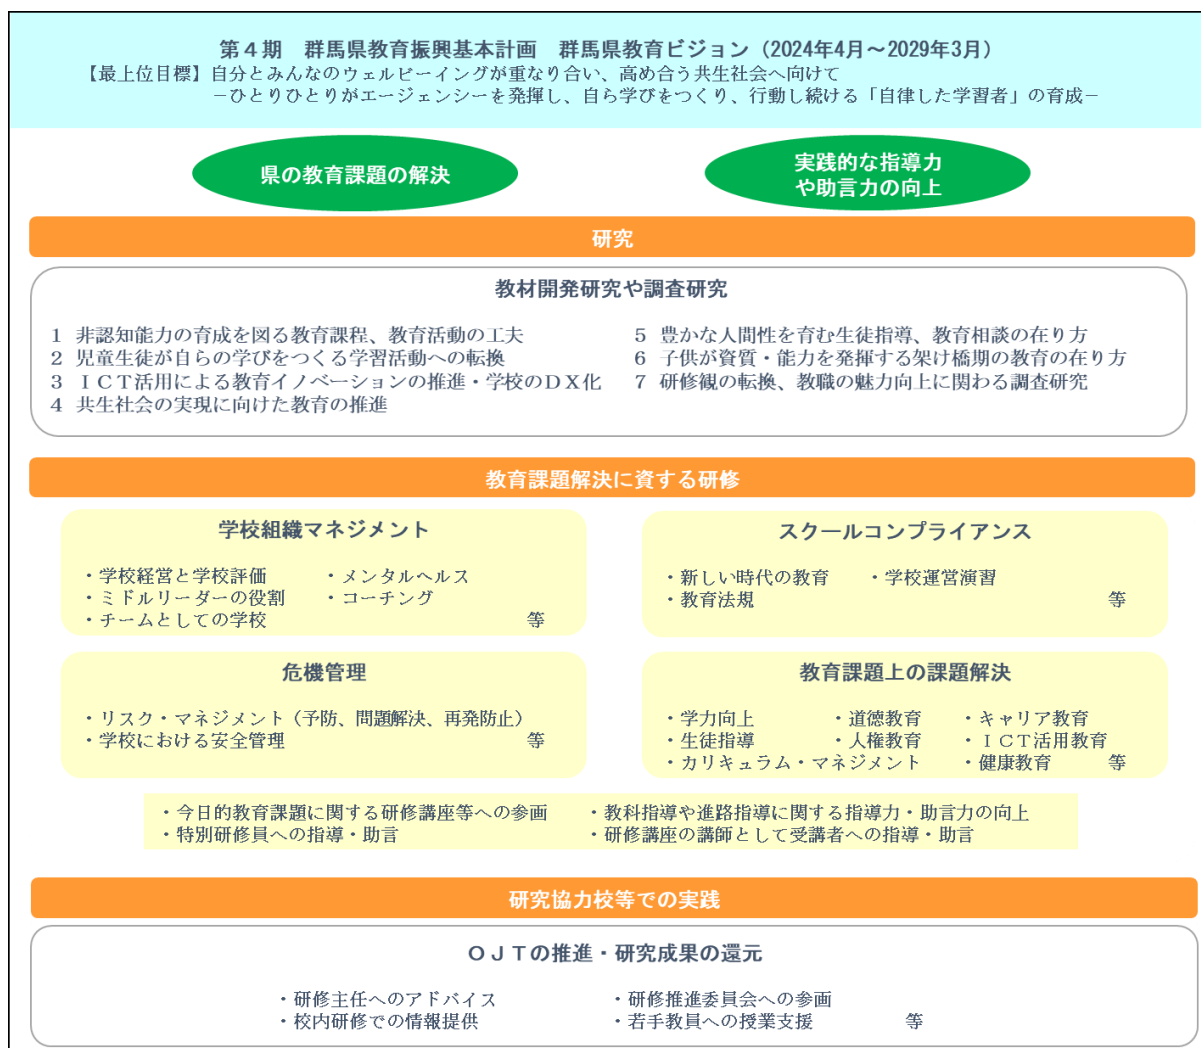 第４期　群馬県教育振興基本計画　群馬県教育ビジョン（2024年4月～2029年3月）
【最上位目標】自分とみんなのウェルビーイングが重なり合い、高め合う共生社会へ向けて
－ひとりひとりがエージェンシーを発揮し、自ら学びをつくり、行動し続ける「自律した学習者」の育成－
県の教育課題の解決
実践的な指導力
や助言力の向上
研究
教材開発研究や調査研究
１ 非認知能力の育成を図る教育課程、教育活動の工夫
２ 児童生徒が自らの学びをつくる学習活動への転換
３ ＩＣＴ活用による教育イノベーションの推進・学校のＤＸ化
４ 共生社会の実現に向けた教育の推進
５ 豊かな人間性を育む生徒指導、教育相談の在り方
６ 子供が資質・能力を発揮する架け橋期の教育の在り方
７ 研修観の転換、教職の魅力向上に関わる調査研究
教育課題解決に資する研修
学校組織マネジメント
・学校経営と学校評価　　・メンタルヘルス
・ミドルリーダーの役割　・コーチング
・チームとしての学校　　等
スクールコンプライアンス
・新しい時代の教育　・学校運営演習
・教育法規　　等
危機管理
・リスク・マネジメント（予防、問題解決、再発防止）
・学校における安全管理　　等
教育課題上の課題解決
・学力向上　・道徳教育　・キャリア教育
・生徒指導　・人権教育　・ＩＣＴ活用教育
・カリキュラム・マネジメント　・健康教育　等
・今日的教育課題に関する研修講座等への参画　・教科指導や進路指導に関する指導力・助言力の向上
・特別研修員への指導・助言　・研修講座の講師として受講者への指導・助言
研究協力校等での実践
ＯＪＴの推進・研究成果の還元
・研修主任へのアドバイス　・研修推進委員会への参画
・校内研修での情報提供　・若手教員への授業支援　等